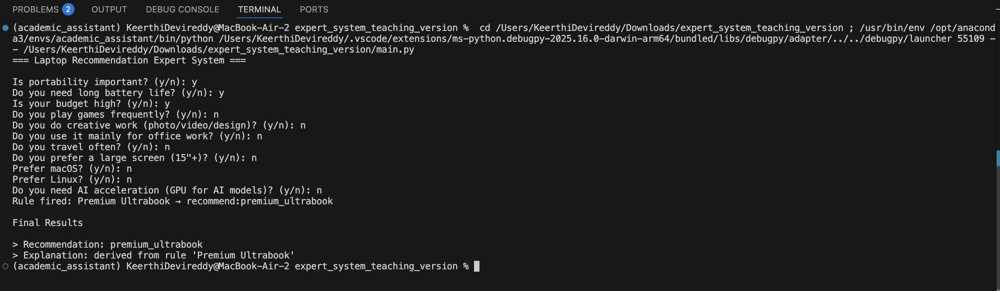 PROBLEMS 2 OUTPUT DEBUG CONSOLE TERMINAL PORTS
(academic_assistant) KeerthiDevireddy@MacBook-Air-2 expert_system_teaching_version %  cd /Users/KeerthiDevireddy/Downloads/expert_system_teaching_version ; /usr/bin/env /opt/anacond
a3/envs/academic_assistant/bin/python /Users/KeerthiDevireddy/.vscode/extensions/ms-python.debugpy-2025.16.0-darwin-arm64/bundled/libs/debugpy/adapter/../../debugpy/launcher 55109 -
- /Users/KeerthiDevireddy/Downloads/expert_system_teaching_version/main.py
=== Laptop Recommendation Expert System ===
Is portability important? (y/n): y
Do you need long battery life? (y/n): y
Is your budget high? (y/n): y
Do you play games frequently? (y/n): n
Do you do creative work (photo/video/design)? (y/n): n
Do you use it mainly for office work? (y/n): n
Do you travel often? (y/n): n
Do you prefer a large screen (15"+)? (y/n): n
Prefer macOS? (y/n): n
Prefer Linux? (y/n): n
Do you need AI acceleration (GPU for AI models)? (y/n): n
Rule fired: Premium Ultrabook → recommend:premium_ultrabook
Final Results
> Recommendation: premium_ultrabook
> Explanation: derived from rule 'Premium Ultrabook'
(academic_assistant) KeerthiDevireddy@MacBook-Air-2 expert_system_teaching_version %